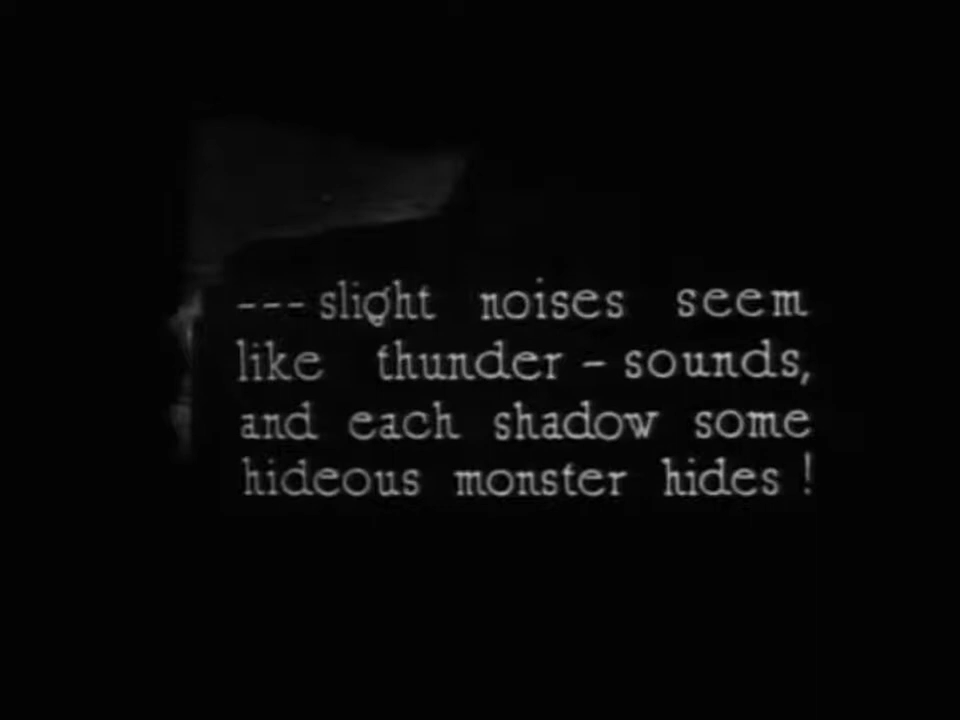 ---slight noises seem
like thunder - sounds,
and each shadow some
hideous monster hides !